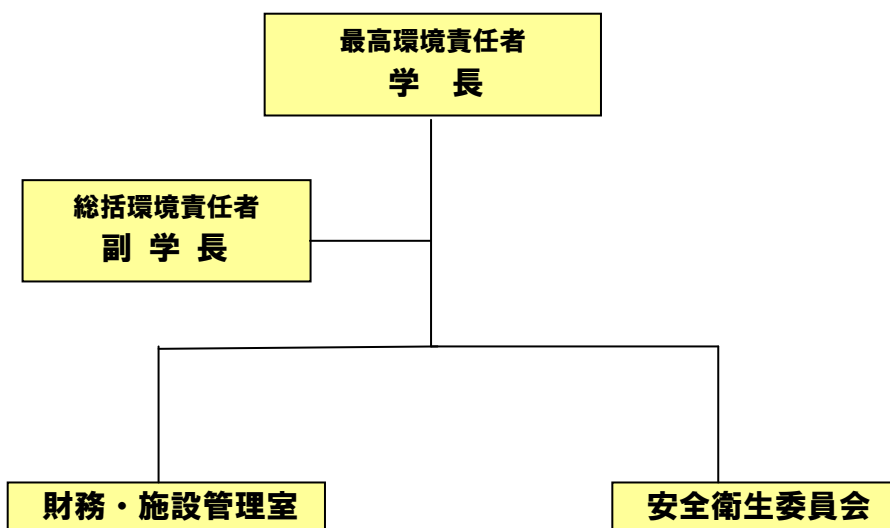 最高環境責任者
学　長
総括環境責任者
副 学 長
財務・施設管理室
安全衛生委員会